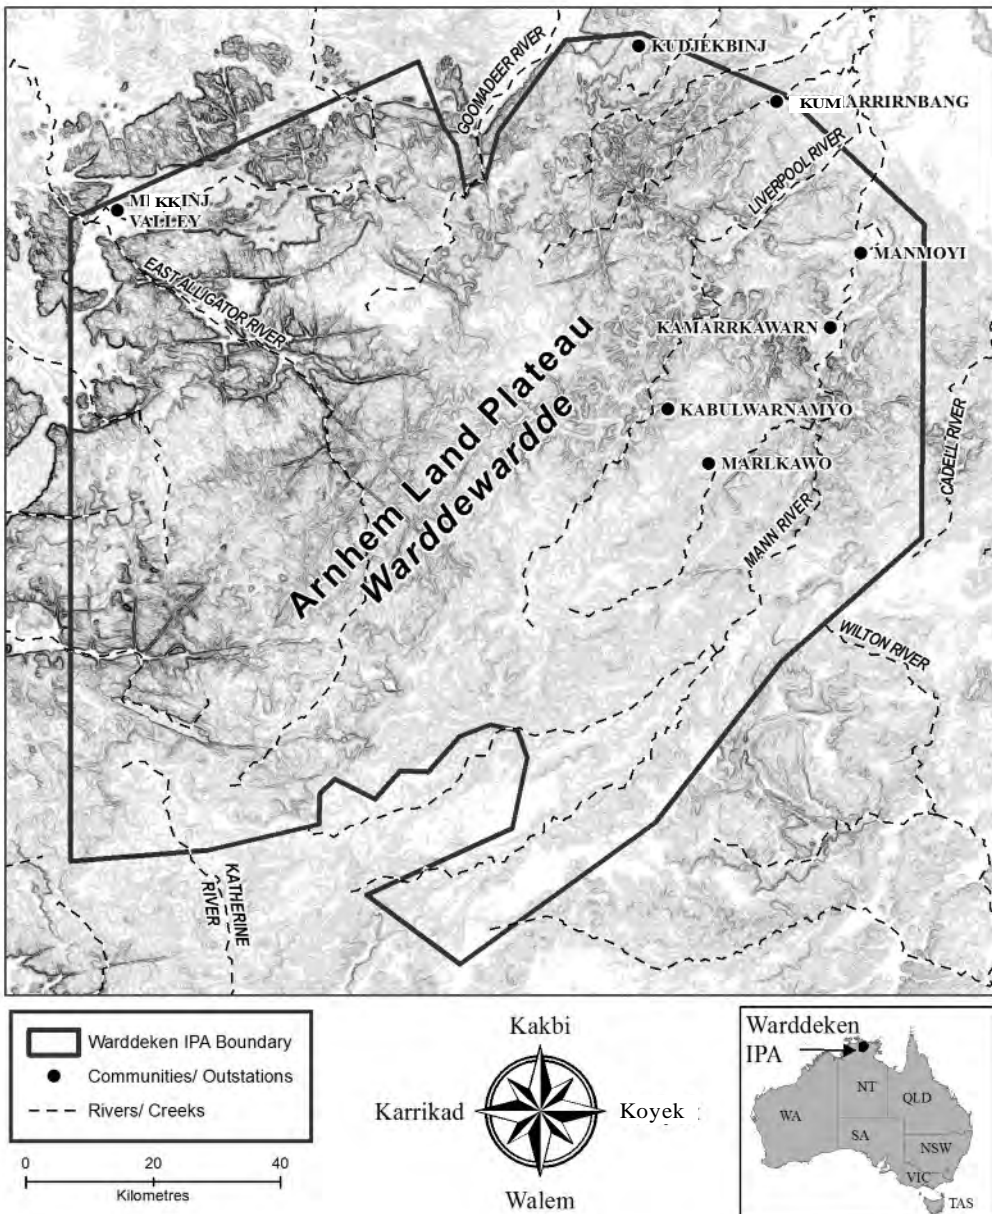 KUDJEKBINJ
GOOMADEER RIVER
KUM ARRIRNBANG
LIVERPOOL RIVER
KK INJ
VALLEY
MANMOYI
EAST ALLIGATOR RIVER
KAMARRKAWARN
Arnhem Land Plateau
Warddewardde
KABULWARNAMYO
MARLKAWO
CADELL RIVER
MANN RIVER
WILTON RIVER
KATHERINE
RIVER
Warddeken IPA Boundary
Communities/ Outstations
Rivers/ Creeks
0 20 40
Kilometres
Kakbi
Karrikad
Koyek
Walem
Warddeken
IPA
NT
QLD
WA
SA
NSW
VIC
TAS